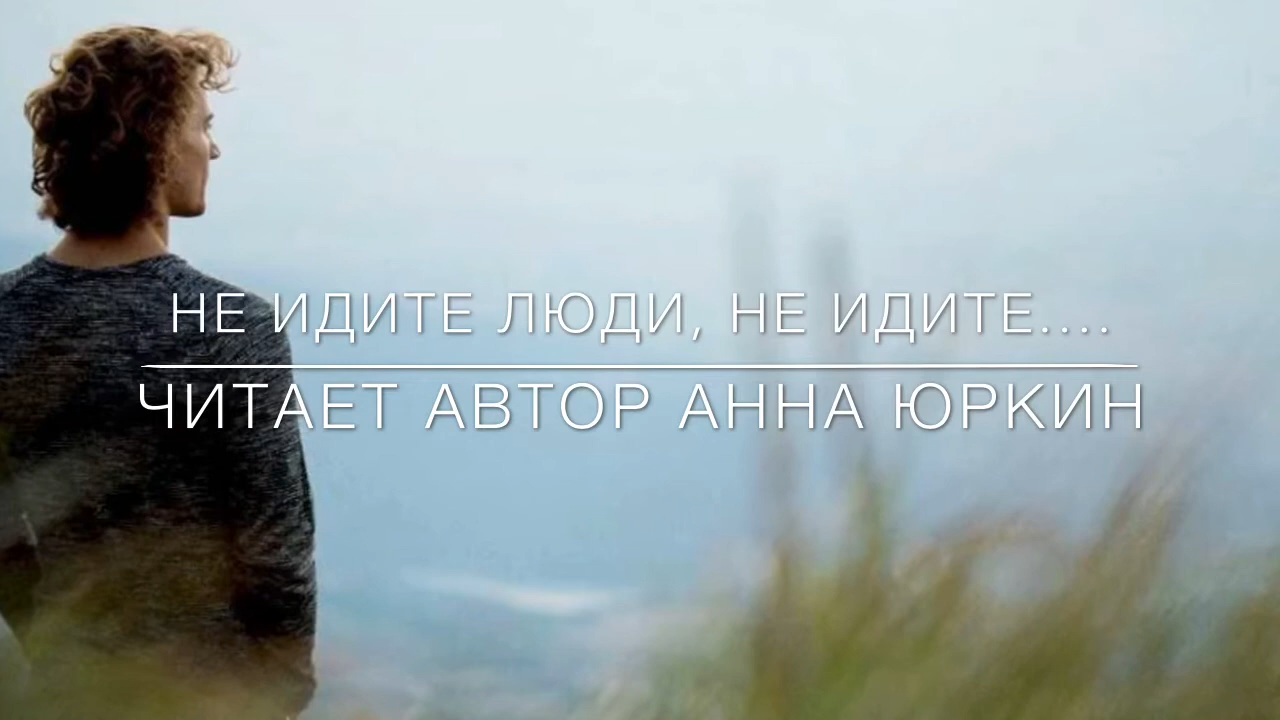 НЕ ИДИТЕ ЛЮДИ, НЕ ИДИТЕ....
ЧИТАЕТ АВТОР АННА ЮРКИН